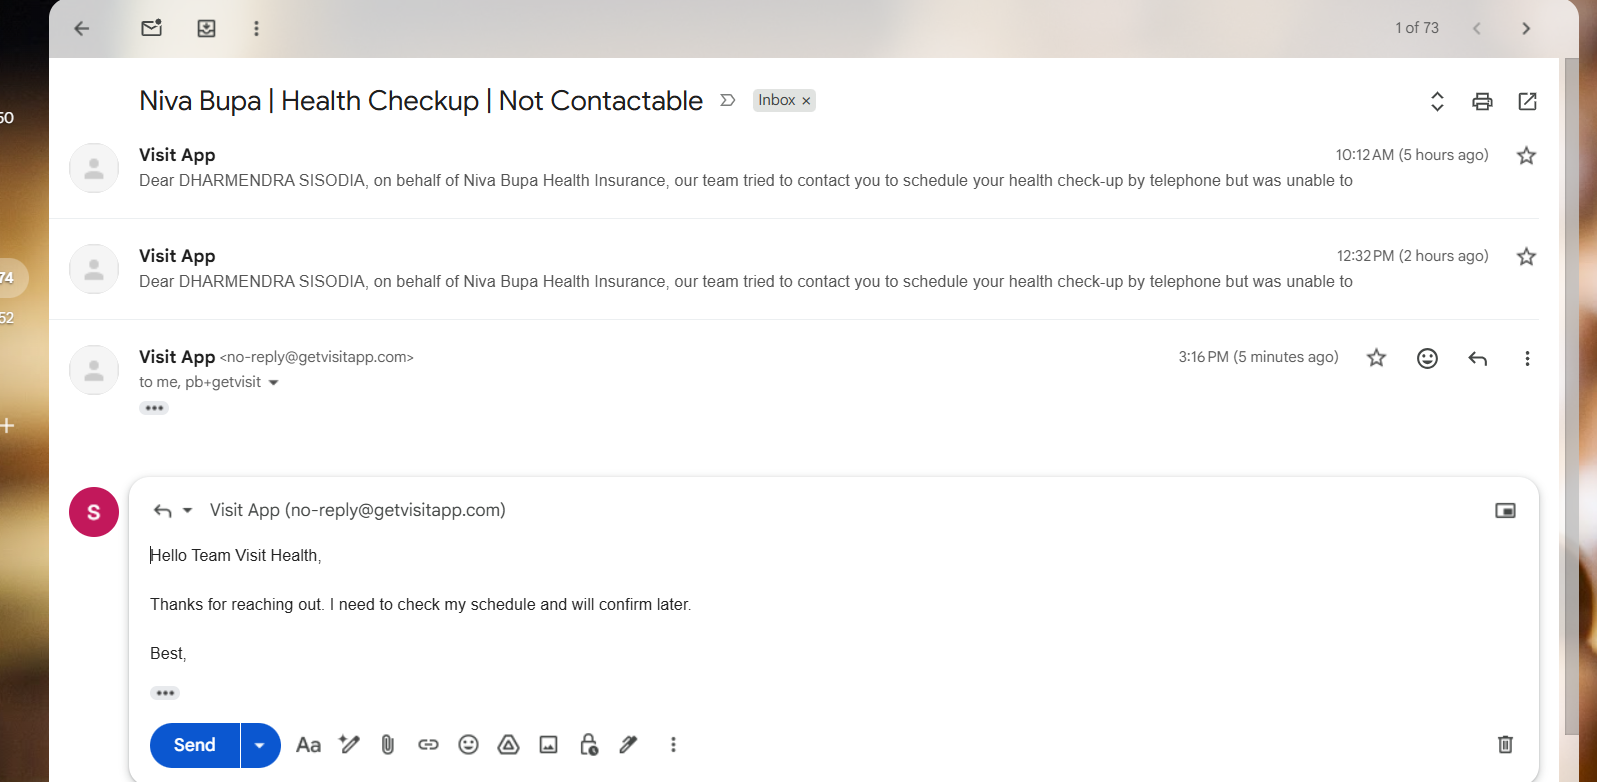 1 of 73
50
74
52
Niva Bupa | Health Checkup | Not Contactable
Inbox ×
Visit App
10:12 AM (5 hours ago)
Dear DHARMENDRA SISODIA, on behalf of Niva Bupa Health Insurance, our team tried to contact you to schedule your health check-up by telephone but was unable to
Visit App
12:32 PM (2 hours ago)
Dear DHARMENDRA SISODIA, on behalf of Niva Bupa Health Insurance, our team tried to contact you to schedule your health check-up by telephone but was unable to
Visit App <no-reply@getvisitapp.com>
3:16 PM (5 minutes ago)
to me, pb+getvisit
S
Visit App (no-reply@getvisitapp.com)
Hello Team Visit Health,
Thanks for reaching out. I need to check my schedule and will confirm later.
Best,
Send
Aa